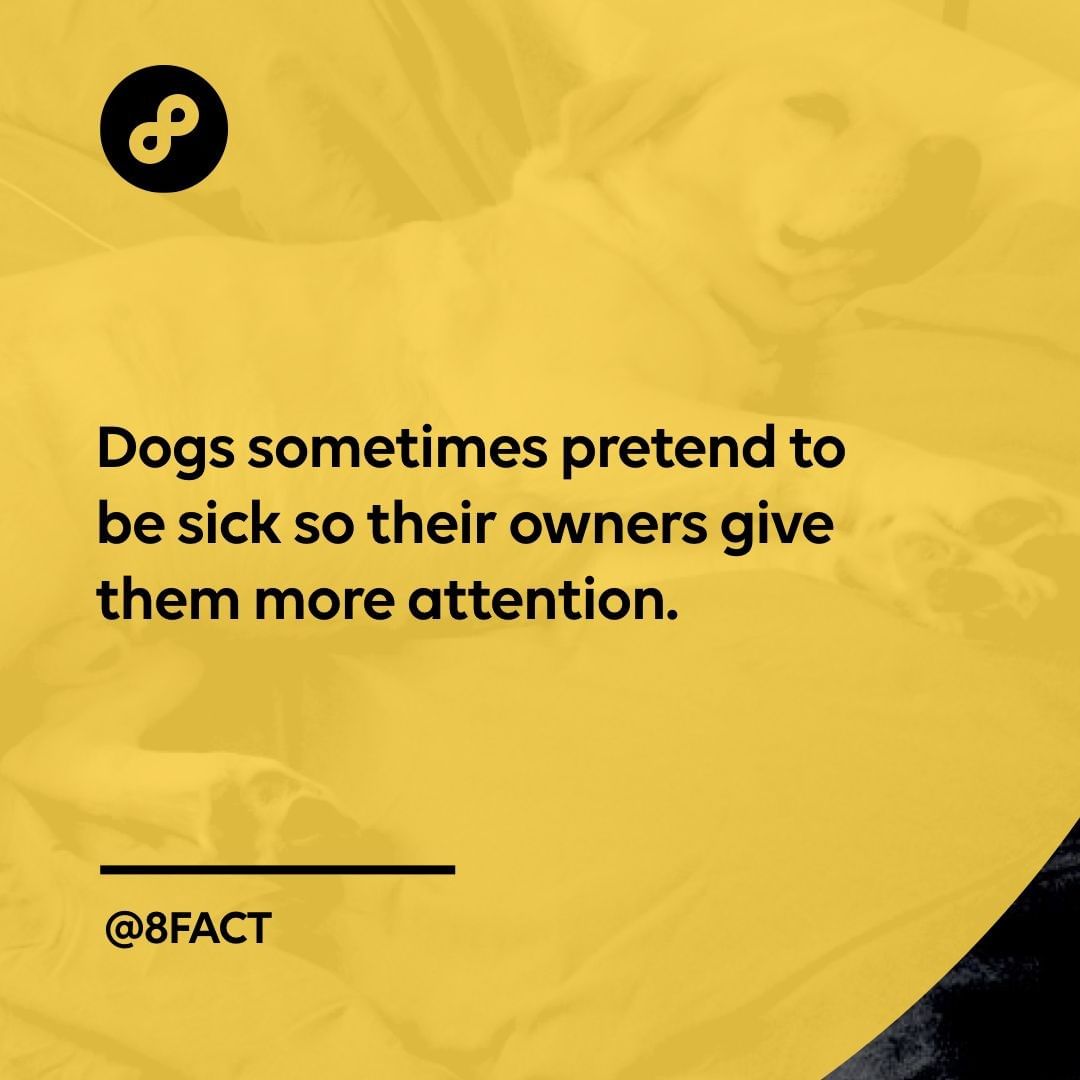 Dogs sometimes pretend to
be sick so their owners give
them more attention.
@8FACT